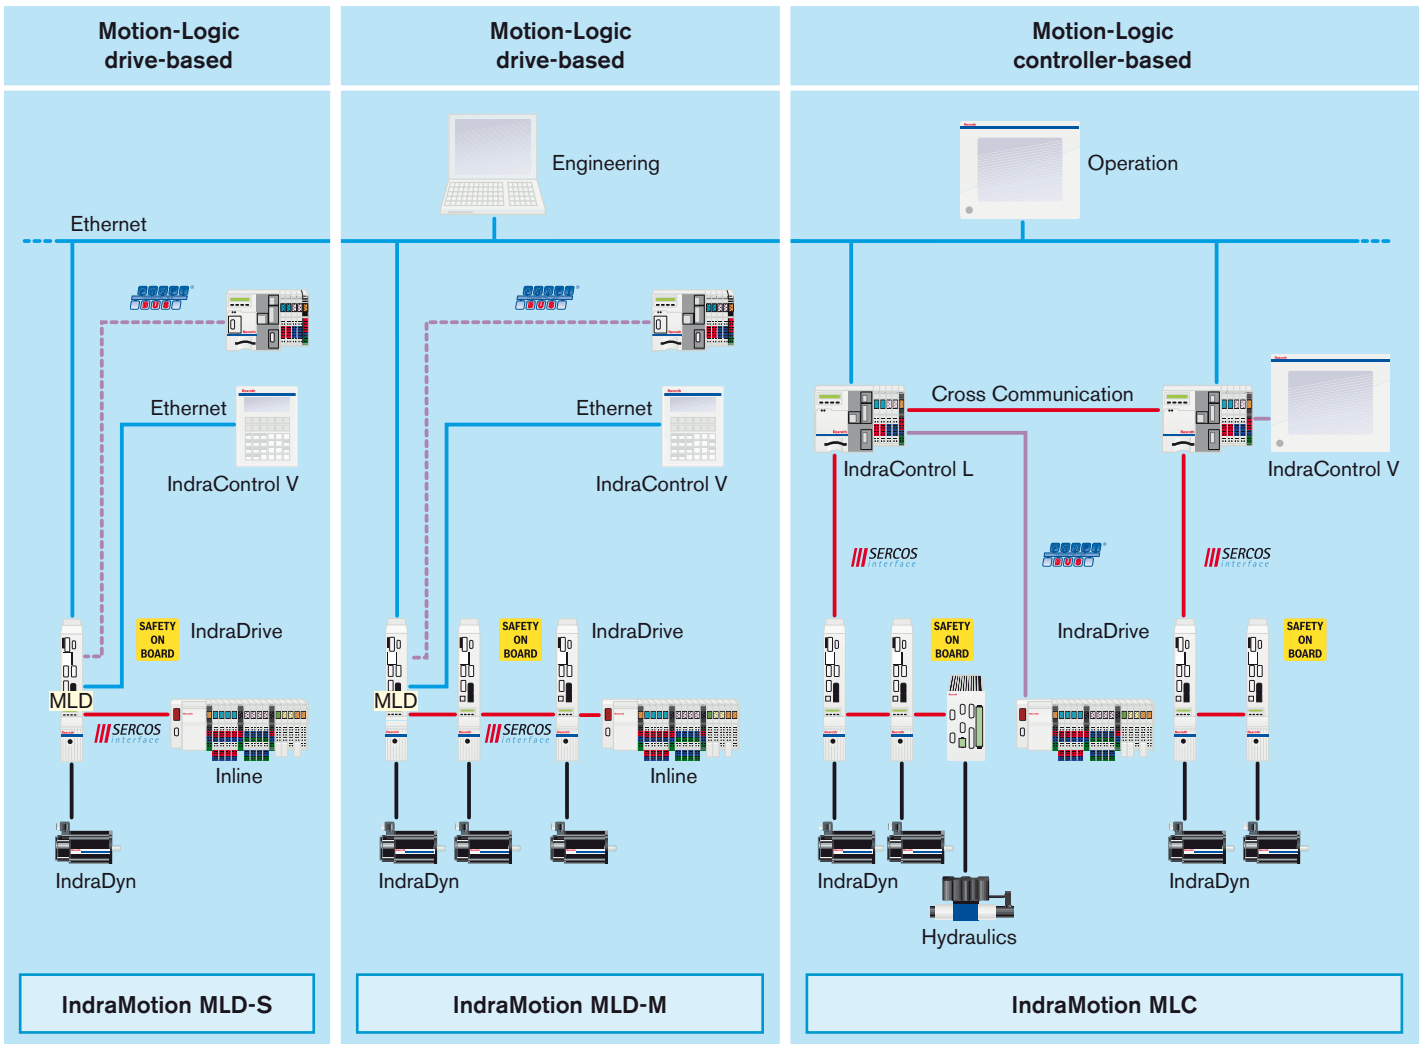 Motion-Logic
drive-based
Motion-Logic
drive-based
Motion-Logic
controller-based
Engineering
Operation
Ethernet
Ethernet
IndraControl V
Ethernet
IndraControl V
Cross Communication
IndraControl L
IndraControl V
SERCOS
interface
SERCOS
interface
SAFETY
ON
BOARD
IndraDrive
MLD
SERCOS
interface
Inline
IndraDyn
SAFETY
ON
BOARD
IndraDrive
MLD
SERCOS
interface
Inline
IndraDyn
SAFETY
ON
BOARD
IndraDrive
SAFETY
ON
BOARD
IndraDyn
Hydraulics
IndraDyn
IndraMotion MLD-S
IndraMotion MLD-M
IndraMotion MLC